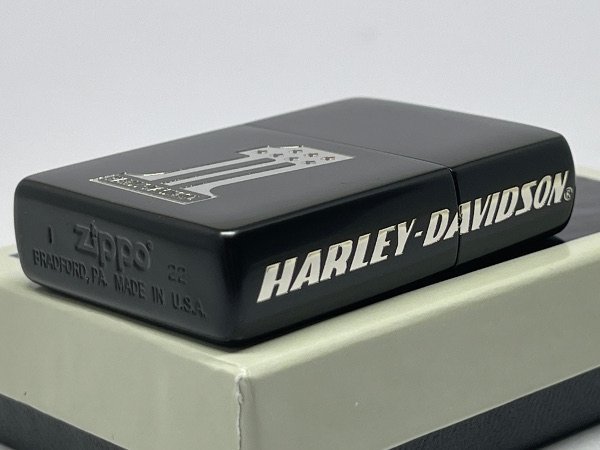 I zippo 22
BRADFORD, PA. MADE IN U.S.A.
HARLEY-DAVIDSON®